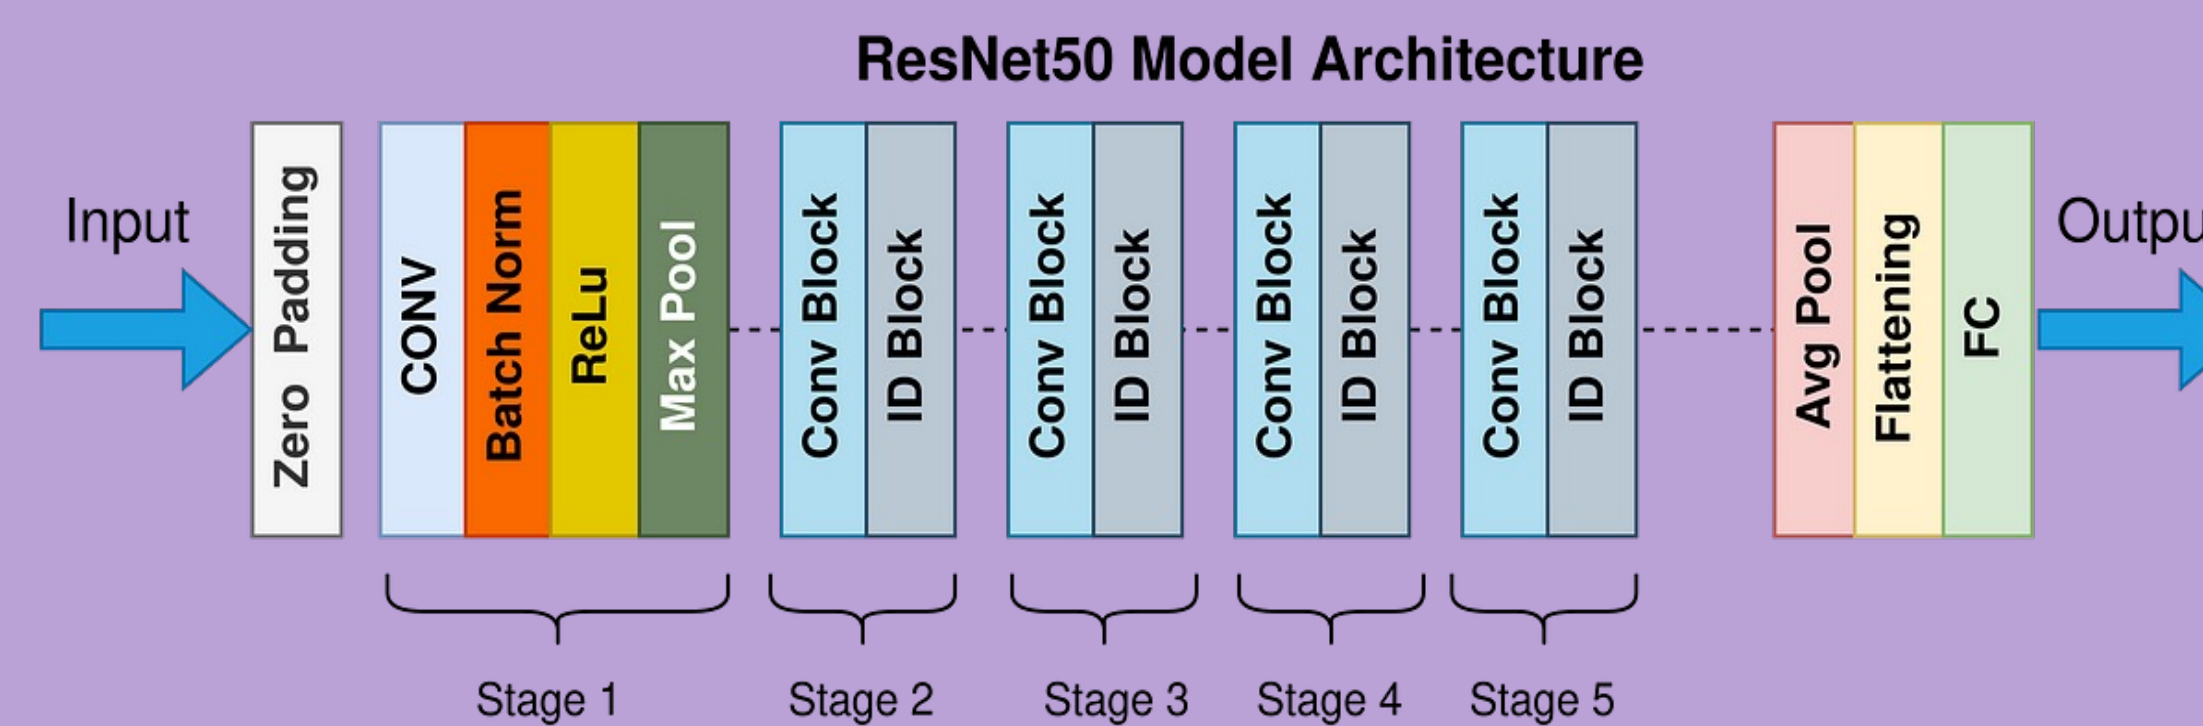 ResNet50 Model Architecture
Input
Zero Padding
CONV
Batch Norm
ReLu
Max Pool
Conv Block
ID Block
Conv Block
ID Block
Conv Block
ID Block
Conv Block
ID Block
Avg Pool
Flattening
FC
Outpu
Stage 1
Stage 2
Stage 3
Stage 4
Stage 5